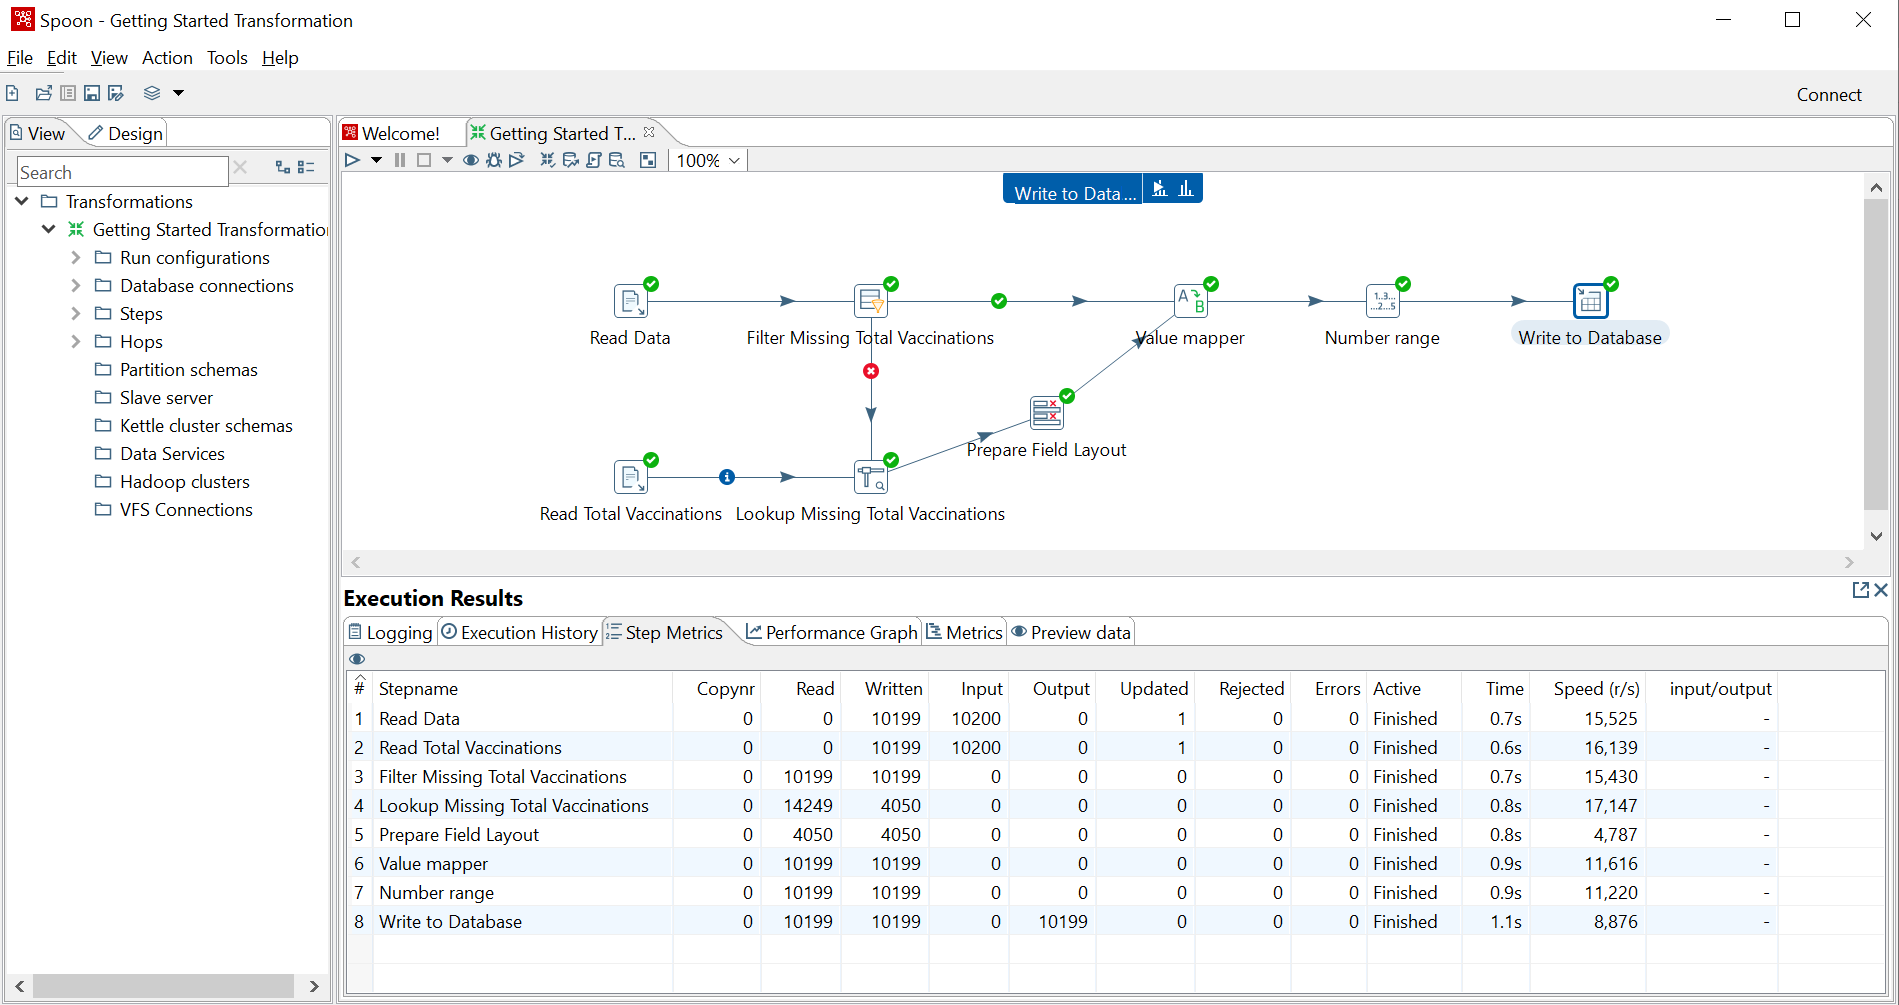 Spoon - Getting Started Transformation
File Edit View Action Tools Help
Connect
View Design
Search
Transformations
Getting Started Transformatio
Run configurations
Database connections
Steps
Hops
Partition schemas
Slave server
Kettle cluster schemas
Data Services
Hadoop clusters
VFS Connections
Welcome! Getting Started T...
100%
Write to Data ...
Read Data Filter Missing Total Vaccinations Value mapper Number range Write to Database
Prepare Field Layout
Read Total Vaccinations Lookup Missing Total Vaccinations
Execution Results
Logging Execution History Step Metrics Performance Graph Metrics Preview data
# Stepname Copynr Read Written Input Output Updated Rejected Errors Active Time Speed (r/s) input/output
1 Read Data 0 0 10199 10200 0 1 0 0 Finished 0.7s 15,525 -
2 Read Total Vaccinations 0 0 10199 10200 0 1 0 0 Finished 0.6s 16,139 -
3 Filter Missing Total Vaccinations 0 10199 10199 0 0 0 0 0 Finished 0.7s 15,430 -
4 Lookup Missing Total Vaccinations 0 14249 4050 0 0 0 0 0 Finished 0.8s 17,147 -
5 Prepare Field Layout 0 4050 4050 0 0 0 0 0 Finished 0.8s 4,787 -
6 Value mapper 0 10199 10199 0 0 0 0 0 Finished 0.9s 11,616 -
7 Number range 0 10199 10199 0 0 0 0 0 Finished 0.9s 11,220 -
8 Write to Database 0 10199 10199 0 10199 0 0 0 Finished 1.1s 8,876 -